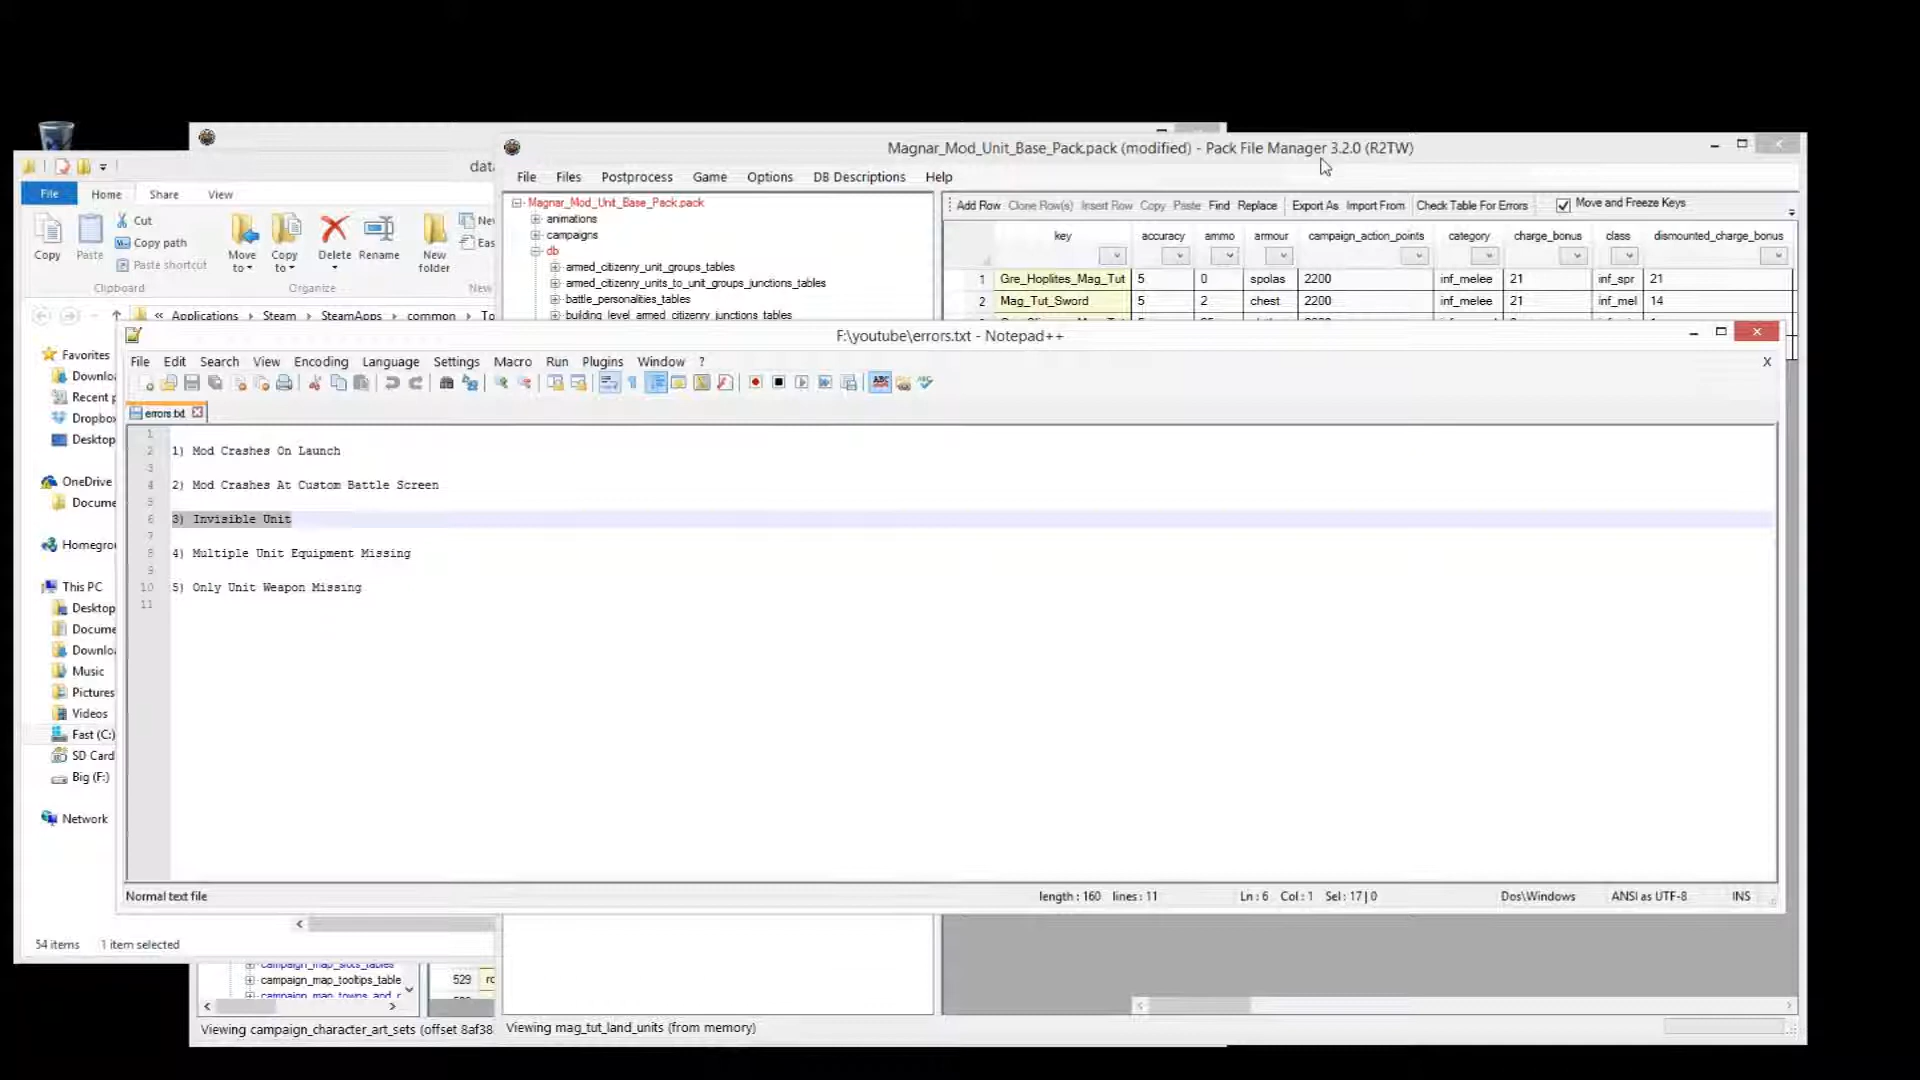 data
File
Home
Share
View
Copy
Paste
Cut
Copy path
Paste shortcut
Clipboard
Move to
Copy to
Delete
Rename
Organize
New folder
New
« Applications › Steam › SteamApps › common ›
Favorites
Recent
Desktop
OneDrive
This PC
Desktop
Music
Pictures
Videos
Fast (C:)
SD Card
Big (F:)
Network
54 items 1 item selected
Magnar_Mod_Unit_Base_Pack.pack (modified) - Pack File Manager 3.2.0 (R2TW)
File Files Postprocess Game Options DB Descriptions Help
Magnar_Mod_Unit_Base_Pack.pack
animations
campaigns
db
armed_citizenry_unit_groups_tables
armed_citizenry_units_to_unit_groups_junctions_tables
battle_personalities_tables
building_level_armed_citizenry_junctions_tables
Add Row Clone Row(s) Insert Row Copy Paste Find Replace Export As Import From Check Table For Errors Move and Freeze Keys
key accuracy ammo armour campaign_action_points category charge_bonus class dismounted_charge_bonus
1 Gre_Hoplites_Mag_Tut 5 0 spolas 2200 inf_melee 21 inf_spr 21
2 Mag_Tut_Sword 5 2 chest 2200 inf_melee 21 inf_mel 14
F:\youtube\errors.txt - Notepad++
File Edit Search View Encoding Language Settings Macro Run Plugins Window ? X
errors.txt
1
2 1) Mod Crashes On Launch
3
4 2) Mod Crashes At Custom Battle Screen
5
6 3) Invisible Unit
7
8 4) Multiple Unit Equipment Missing
9
10 5) Only Unit Weapon Missing
11
Normal text file length : 160 lines : 11 Ln : 6 Col : 1 Sel : 17 | 0 Dos\Windows ANSI as UTF-8 INS
campaign_map_slots_tables
campaign_map_tooltips_table
campaign_map_towns_and_r
529
Viewing campaign_character_art_sets (offset 8af38
Viewing mag_tut_land_units (from memory)